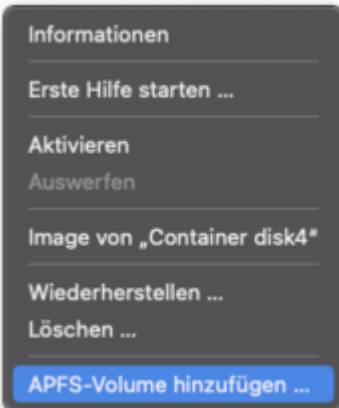 Informationen
Erste Hilfe starten ...
Aktivieren
Auswerfen
Image von „Container disk4“
Wiederherstellen ...
Löschen ...
APFS-Volume hinzufügen ...